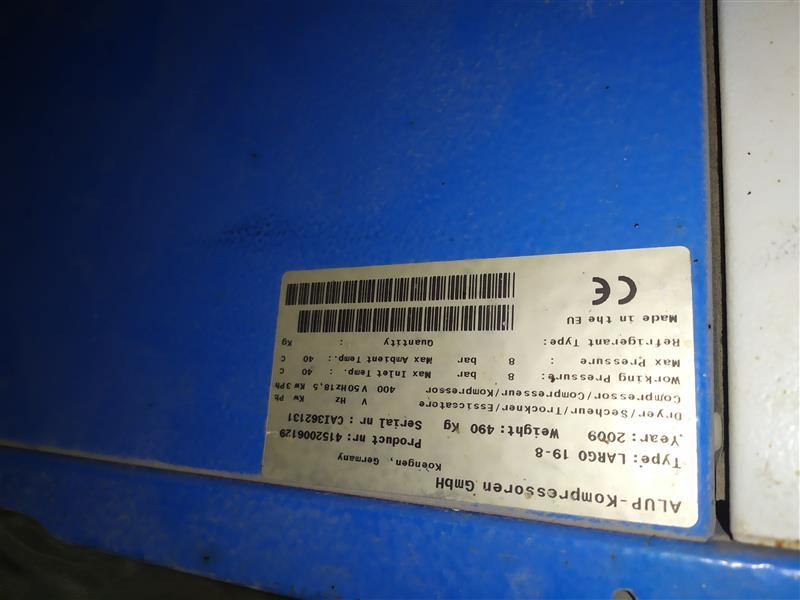 ALUP-Kompressoren GmbH
Koengen, Germany
Type: LARGO 19-8 Product nr: 4152006129
Year: 2009 Weight: 490 Kg Serial nr CAI362131
Dryer/Secheur/Trockner/Essiccatore V Hz Kw Ph
Compressor/Compresseur/Kompressor 400 V 50Hz 18,5 Kw 3Ph
Working Pressure: 8 bar Max Inlet Temp. : 40 C
Max Pressure : 8 bar Max Ambient Temp.: 40 C
Refrigerant Type: Quantity : Kg
Made in the EU
CE